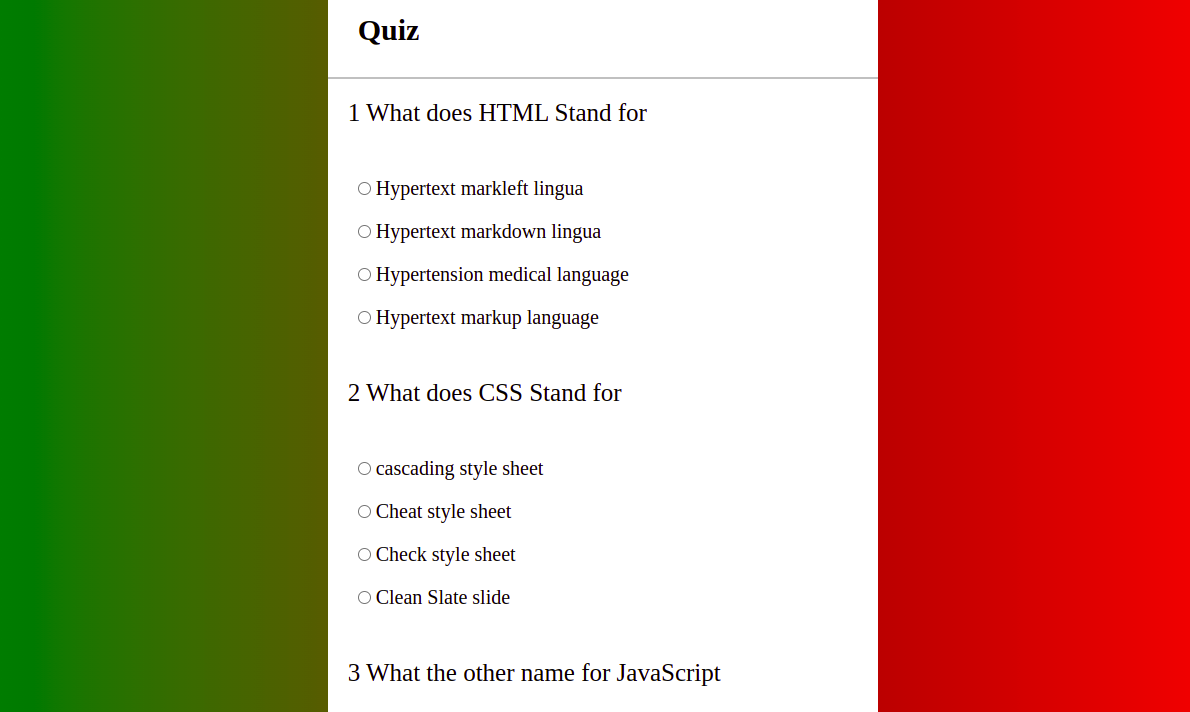 Quiz
1 What does HTML Stand for
Hypertext markleft lingua
Hypertext markdown lingua
Hypertension medical language
Hypertext markup language
2 What does CSS Stand for
cascading style sheet
Cheat style sheet
Check style sheet
Clean Slate slide
3 What the other name for JavaScript